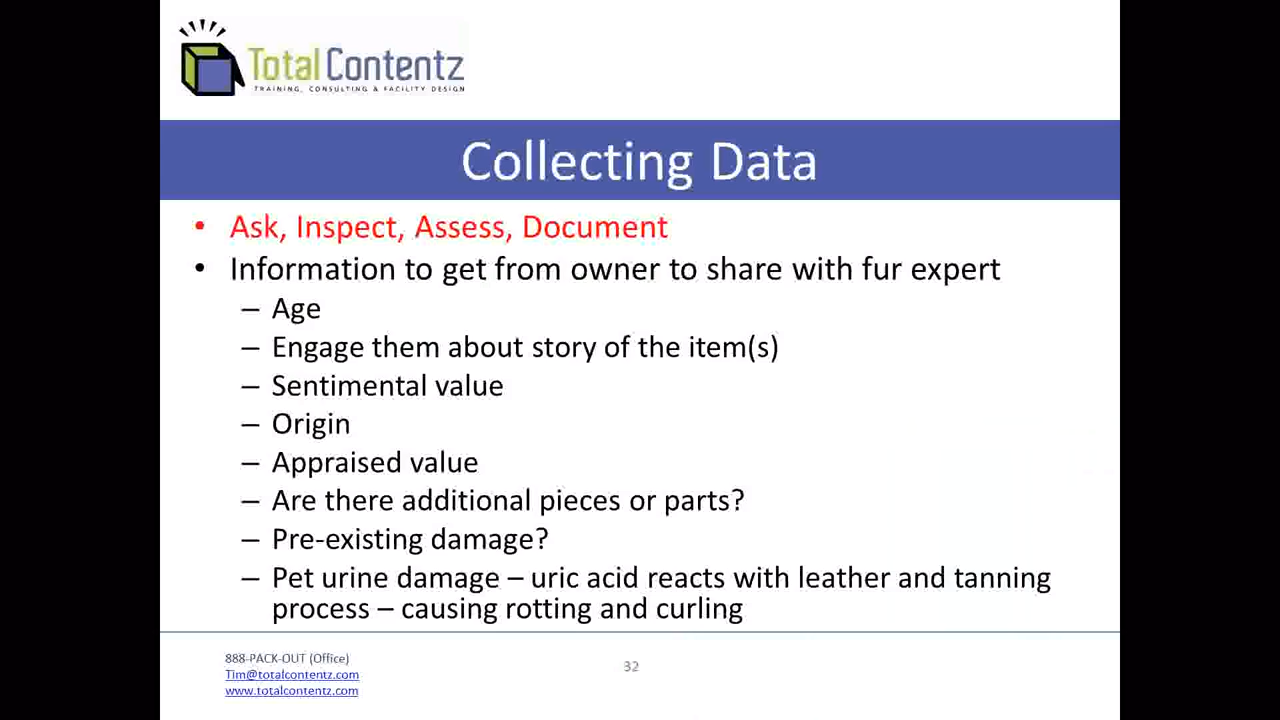 Total Contentz
TRAINING, CONSULTING & FACILITY DESIGN
Collecting Data
• Ask, Inspect, Assess, Document
• Information to get from owner to share with fur expert
– Age
– Engage them about story of the item(s)
– Sentimental value
– Origin
– Appraised value
– Are there additional pieces or parts?
– Pre-existing damage?
– Pet urine damage – uric acid reacts with leather and tanning
process – causing rotting and curling
888-PACK-OUT (Office)
Tim@totalcontentz.com
www.totalcontentz.com
32